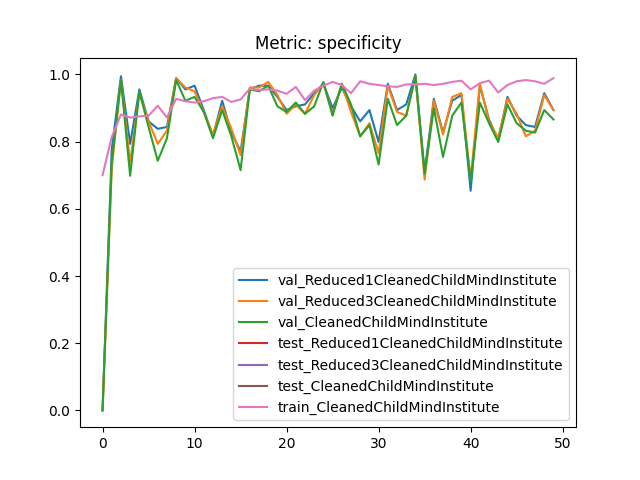 Metric: specificity
1.0
0.8
0.6
0.4
0.2
0.0
0
10
20
30
40
50
val_Reduced1CleanedChildMindInstitute
val_Reduced3CleanedChildMindInstitute
val_CleanedChildMindInstitute
test_Reduced1CleanedChildMindInstitute
test_Reduced3CleanedChildMindInstitute
test_CleanedChildMindInstitute
train_CleanedChildMindInstitute